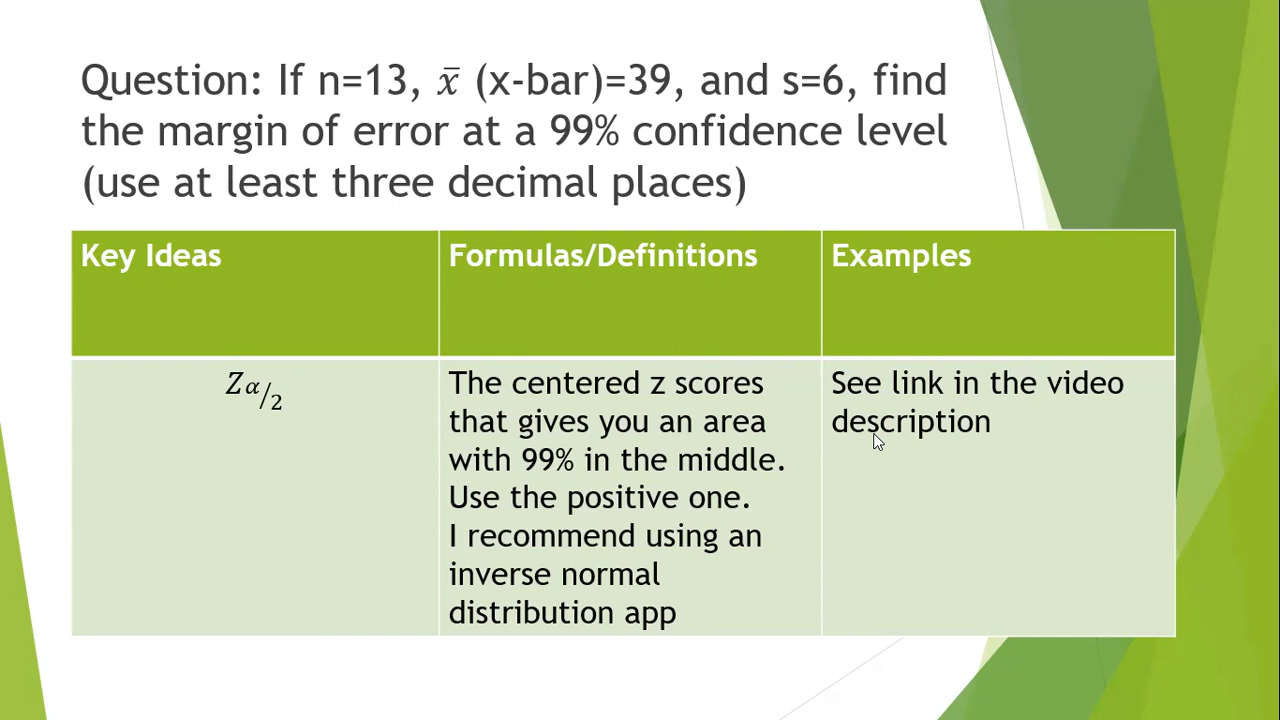 Question: If n=13, x̄ (x-bar)=39, and s=6, find
the margin of error at a 99% confidence level
(use at least three decimal places)
Key Ideas
Formulas/Definitions
Examples
Zα/2
The centered z scores
that gives you an area
with 99% in the middle.
Use the positive one.
I recommend using an
inverse normal
distribution app
See link in the video
description